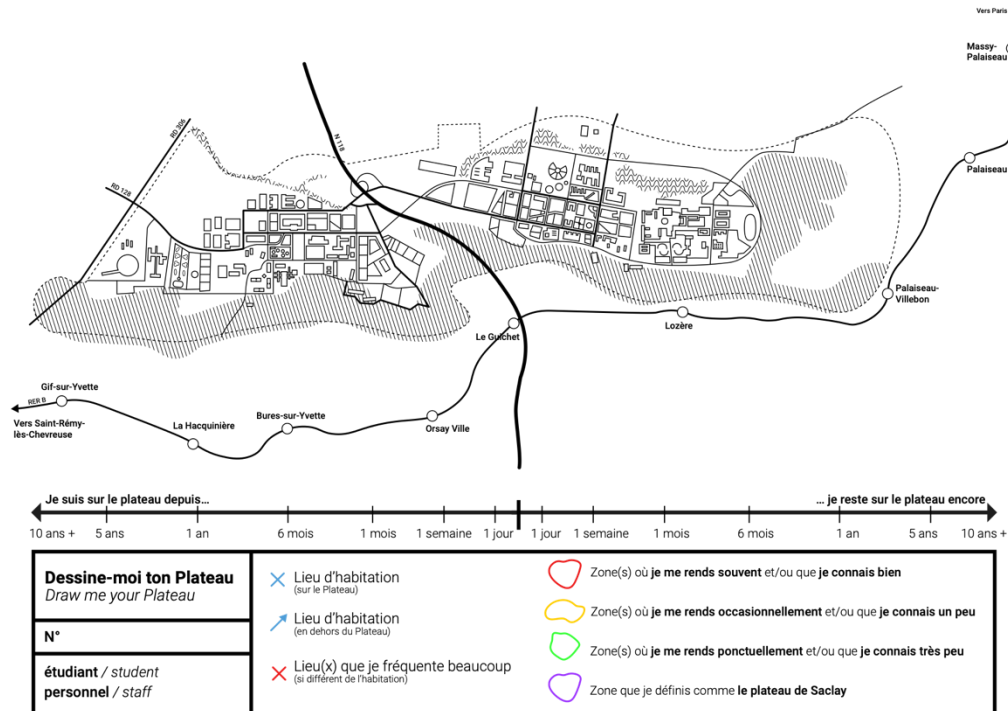 Vers Paris
Massy-
Palaiseau
RD 306
N 118
Palaiseau
RD 128
Palaiseau-
Villebon
Le Guichet
Lozère
Gif-sur-Yvette
RER B
Vers Saint-Rémy-
lès-Chevreuse
La Hacquinière
Bures-sur-Yvette
Orsay Ville
Je suis sur le plateau depuis...
... je reste sur le plateau encore
10 ans +
5 ans
1 an
6 mois
1 mois
1 semaine
1 jour
1 jour
1 semaine
1 mois
6 mois
1 an
5 ans
10 ans +
Dessine-moi ton Plateau
Draw me your Plateau
N°
étudiant / student
personnel / staff
Lieu d'habitation
(sur le Plateau)
Lieu d'habitation
(en dehors du Plateau)
Lieu(x) que je fréquente beaucoup
(si différent de l'habitation)
Zone(s) où je me rends souvent et/ou que je connais bien
Zone(s) où je me rends occasionnellement et/ou que je connais un peu
Zone(s) où je me rends ponctuellement et/ou que je connais très peu
Zone que je définis comme le plateau de Saclay